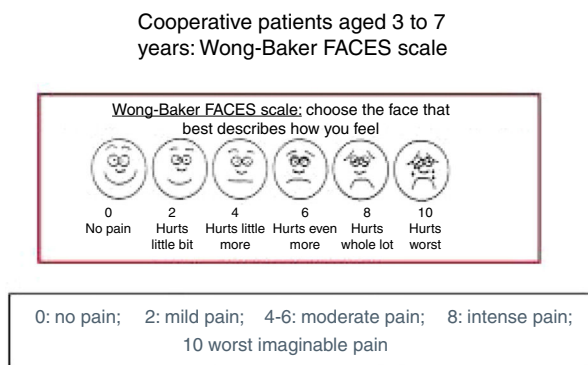 Cooperative patients aged 3 to 7
years: Wong-Baker FACES scale
Wong-Baker FACES scale: choose the face that
best describes how you feel
0 2 4 6 8 10
No pain Hurts Hurts little Hurts even Hurts Hurts
little bit more more whole lot worst
0: no pain; 2: mild pain; 4-6: moderate pain; 8: intense pain;
10 worst imaginable pain